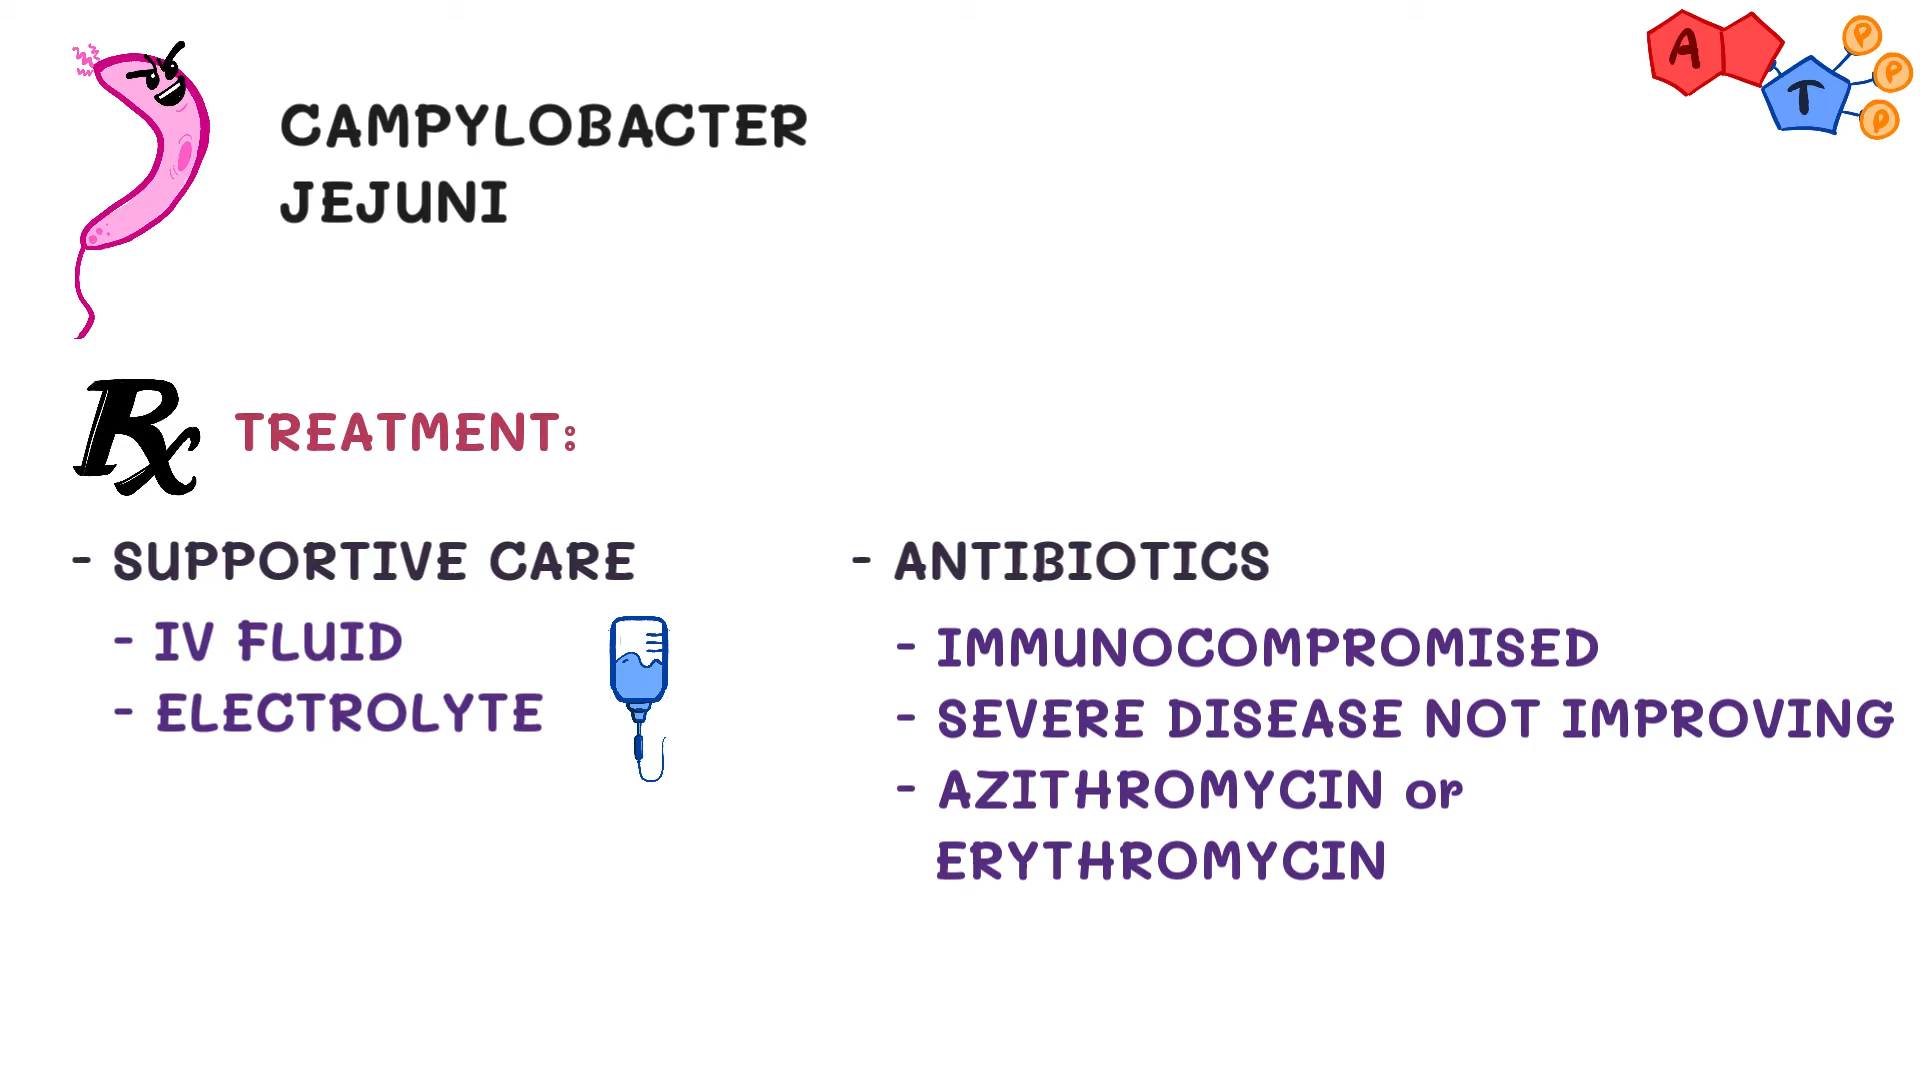 CAMPYLOBACTER
JEJUNI
A
T
P
P
P
Rx
TREATMENT:
- SUPPORTIVE CARE
- IV FLUID
- ELECTROLYTE
- ANTIBIOTICS
- IMMUNOCOMPROMISED
- SEVERE DISEASE NOT IMPROVING
- AZITHROMYCIN or
ERYTHROMYCIN